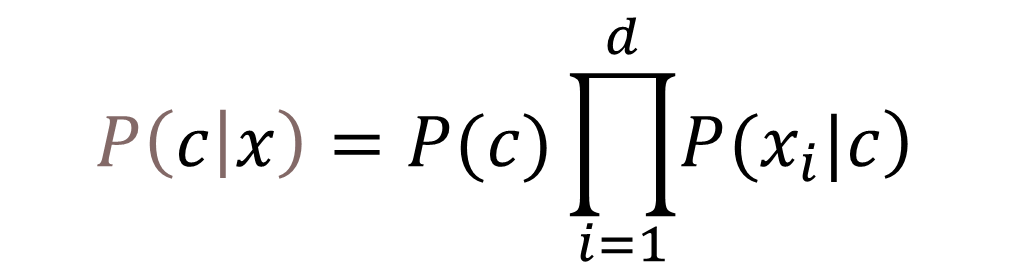 P(c|x) = P(c) ∏_{i=1}^{d} P(x_i|c)